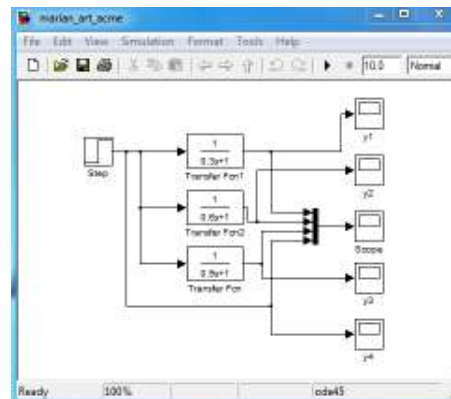 marian_art_acme
File Edit View Simulation Format Tools Help
10.0 Normal
y1
1
0.3s+1
Step
Transfer Fcn1
y2
1
0.6s+1
Transfer Fcn2
Scope
1
0.9s+1
Transfer Fcn
y3
y4
Ready 100% ode45